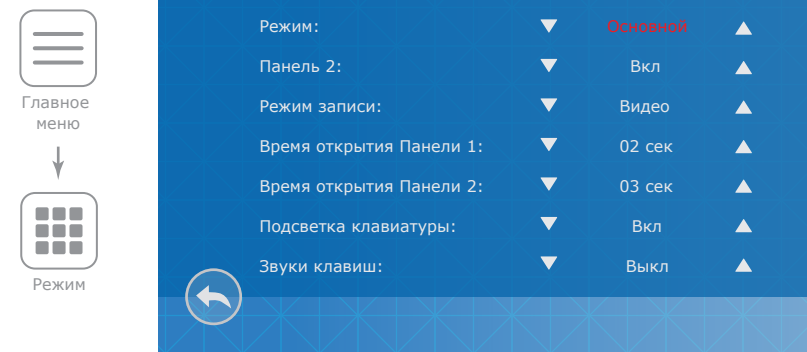 Главное
меню
Режим
Режим: Основной
Панель 2: Вкл
Режим записи: Видео
Время открытия Панели 1: 02 сек
Время открытия Панели 2: 03 сек
Подсветка клавиатуры: Вкл
Звуки клавиш: Выкл